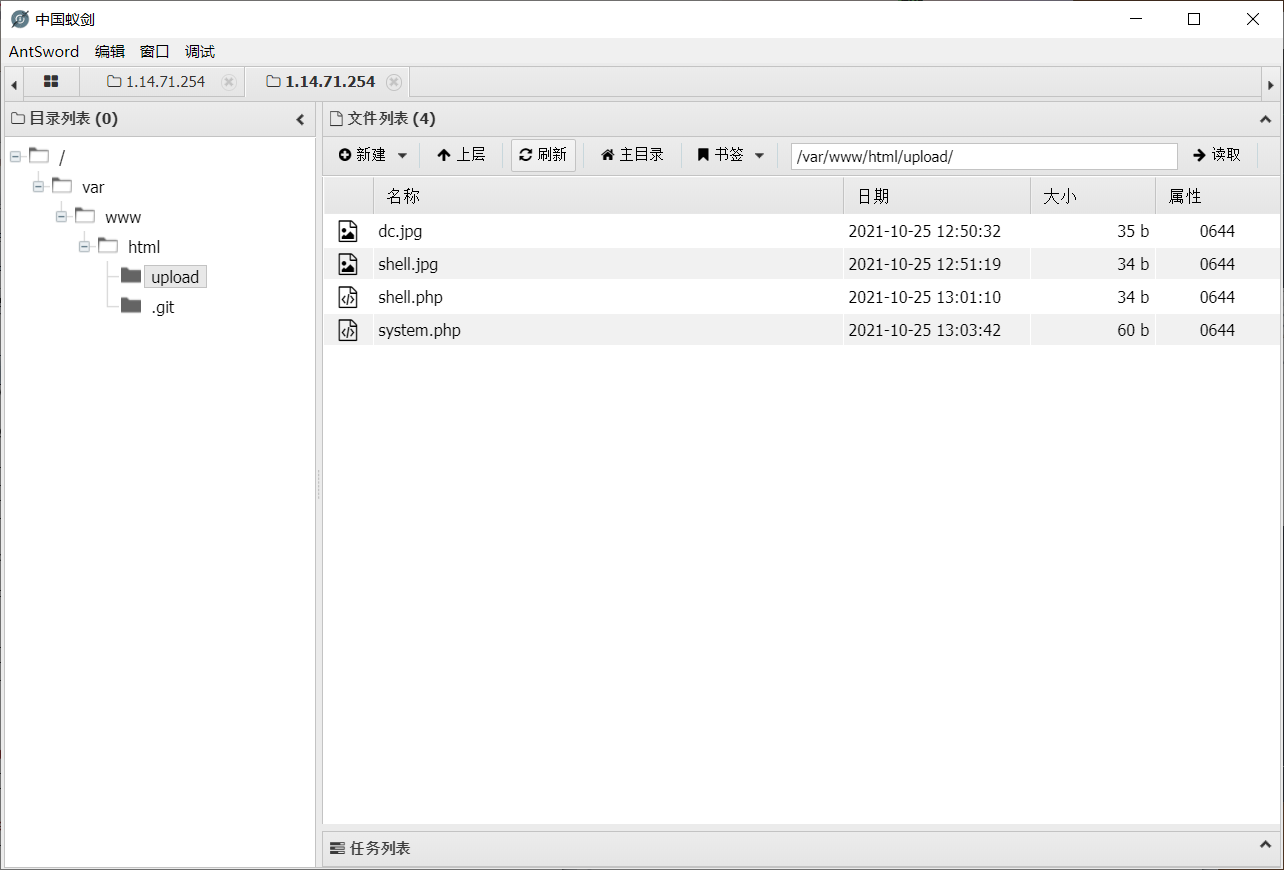 中国蚁剑
AntSword 编辑 窗口 调试
1.14.71.254 1.14.71.254
目录列表 (0)
/
var
www
html
upload
.git
文件列表 (4)
新建 上层 刷新 主目录 书签 /var/www/html/upload/ 读取
名称 日期 大小 属性
dc.jpg 2021-10-25 12:50:32 35 b 0644
shell.jpg 2021-10-25 12:51:19 34 b 0644
shell.php 2021-10-25 13:01:10 34 b 0644
system.php 2021-10-25 13:03:42 60 b 0644
任务列表